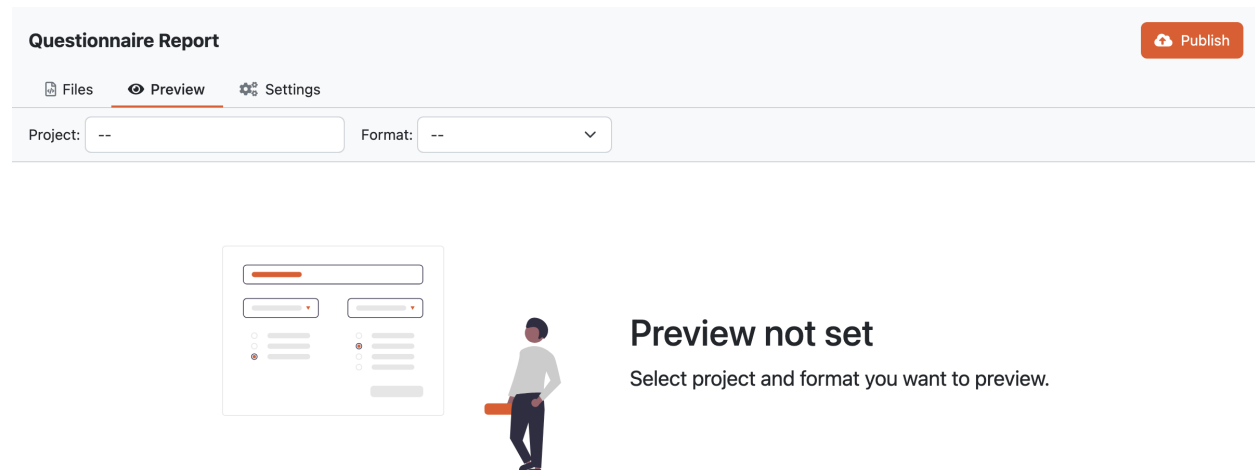 Questionnaire Report
Publish
Files Preview Settings
Project: -- Format: --
Preview not set
Select project and format you want to preview.